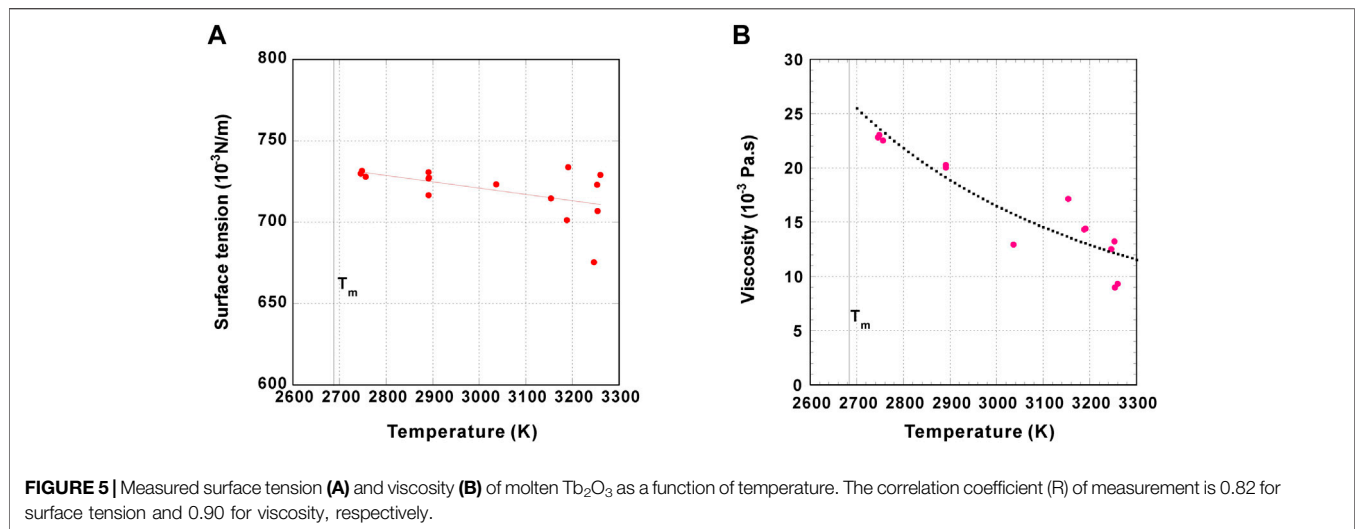 A
800
750
700
650
600
Surface tension (10⁻³N/m)
Tₘ
2600 2700 2800 2900 3000 3100 3200 3300
Temperature (K)
B
30
25
20
15
10
5
0
Viscosity (10⁻³ Pa.s)
Tₘ
2600 2700 2800 2900 3000 3100 3200 3300
Temperature (K)
FIGURE 5 | Measured surface tension (A) and viscosity (B) of molten Tb₂O₃ as a function of temperature. The correlation coefficient (R) of measurement is 0.82 for
surface tension and 0.90 for viscosity, respectively.